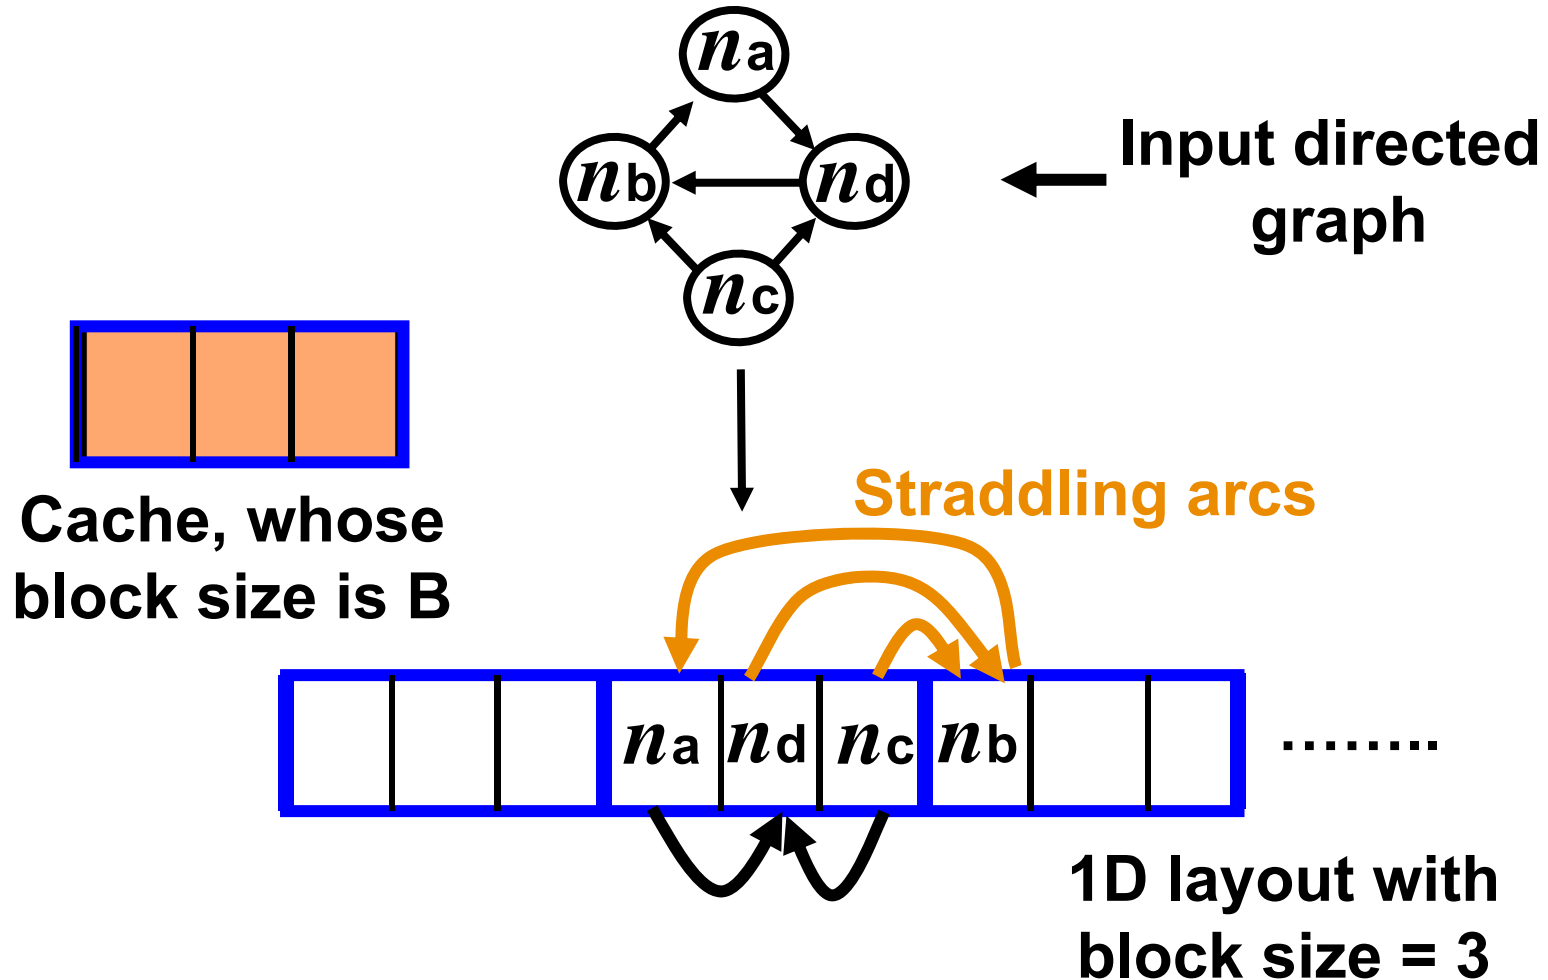 na
Input directed
graph
nb
nd
nc
Cache, whose
block size is B
Straddling arcs
na nd nc nb ........
1D layout with
block size = 3